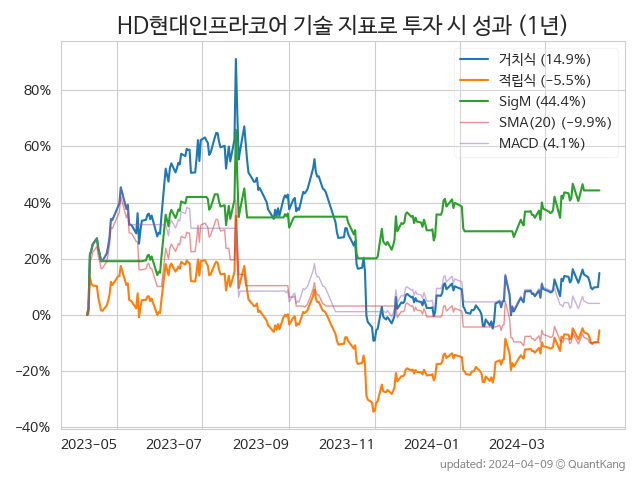 HD현대인프라코어 기술 지표로 투자 시 성과 (1년)
거치식 (14.9%)
적립식 (−5.5%)
SigM (44.4%)
SMA(20) (−9.9%)
MACD (4.1%)
80%
60%
40%
20%
0%
−20%
−40%
2023-05 2023-07 2023-09 2023-11 2024-01 2024-03
updated: 2024-04-09 © QuantKang